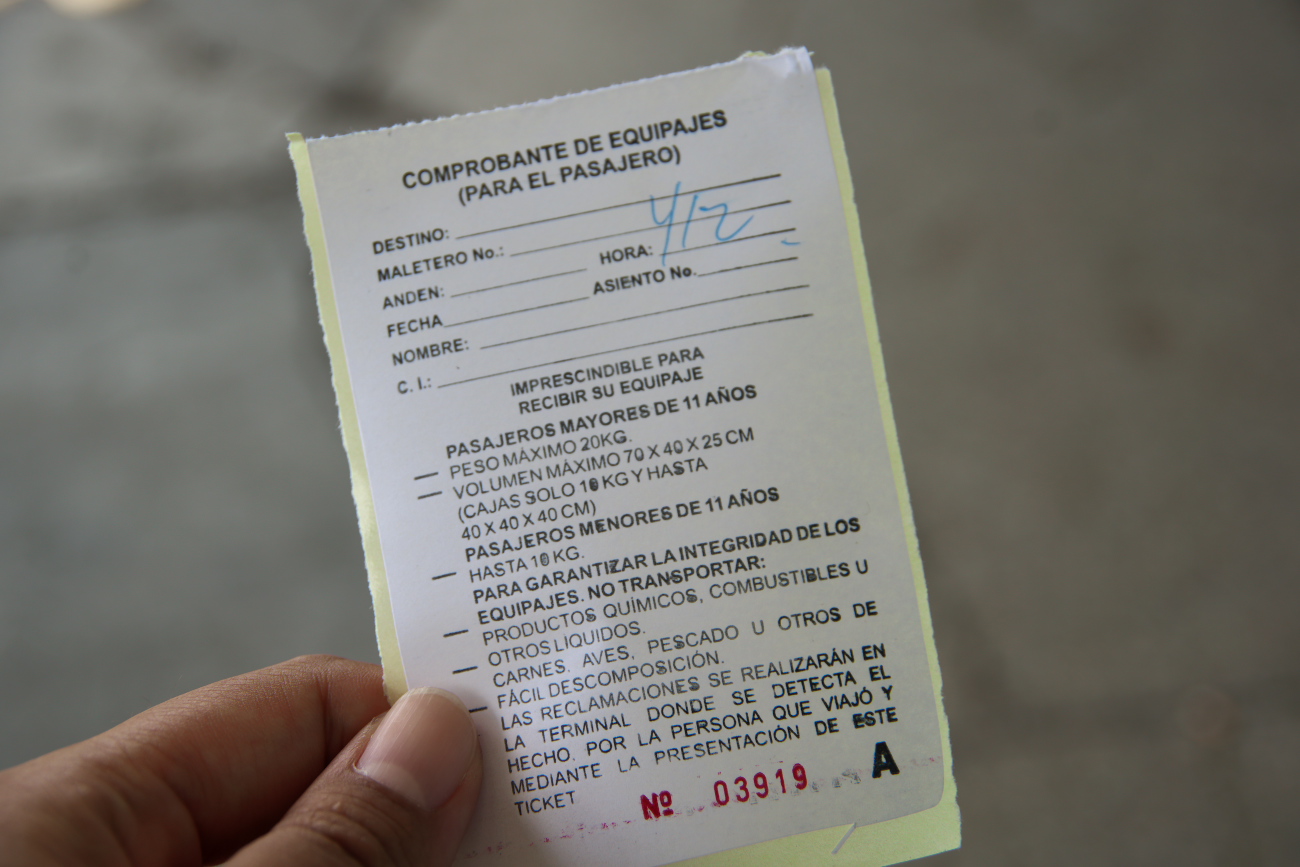 COMPROBANTE DE EQUIPAJES
(PARA EL PASAJERO)
DESTINO:
MALETERO No.:
ANDEN: HORA:
FECHA ASIENTO No.
NOMBRE:
C. I.:
IMPRESCINDIBLE PARA
RECIBIR SU EQUIPAJE
PASAJEROS MAYORES DE 11 AÑOS
— PESO MÁXIMO 20KG.
— VOLUMEN MÁXIMO 70 X 40 X 25 CM
(CAJAS SOLO 10 KG Y HASTA
40 X 40 X 40 CM)
PASAJEROS MENORES DE 11 AÑOS
— HASTA 10 KG.
PARA GARANTIZAR LA INTEGRIDAD DE LOS
EQUIPAJES. NO TRANSPORTAR:
— PRODUCTOS QUÍMICOS, COMBUSTIBLES U
OTROS LIQUIDOS.
— CARNES. AVES, PESCADO U OTROS DE
FÁCIL DESCOMPOSICIÓN.
— LAS RECLAMACIONES SE REALIZARÁN EN
LA TERMINAL DONDE SE DETECTA EL
HECHO. POR LA PERSONA QUE VIAJÓ Y
MEDIANTE LA PRESENTACIÓN DE ESTE
TICKET
Nº 03919 A